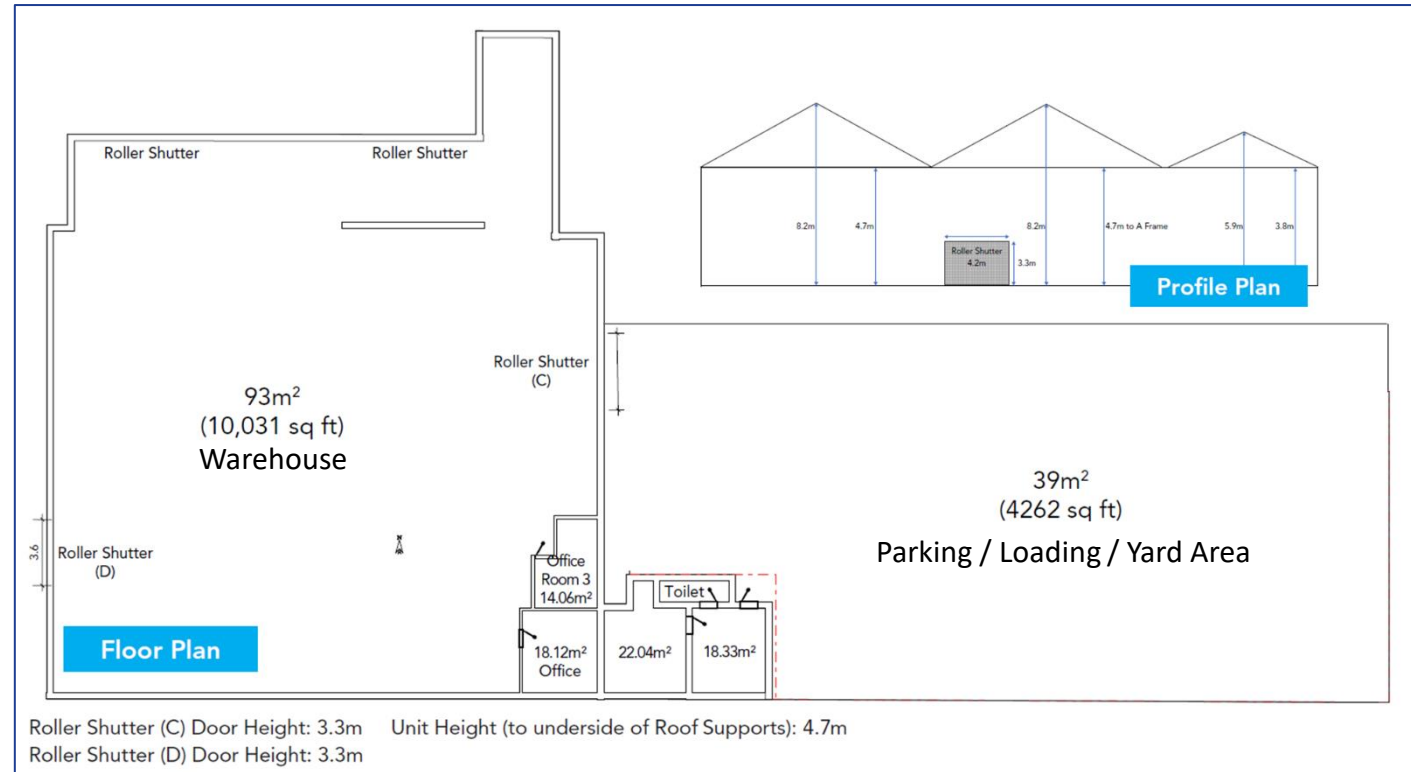 Roller Shutter
Roller Shutter
8.2m
4.7m
8.2m
4.7m to A Frame
5.9m
3.8m
Roller Shutter
4.2m
3.3m
Profile Plan
Roller Shutter
(C)
93m²
(10,031 sq ft)
Warehouse
39m²
(4262 sq ft)
Parking / Loading / Yard Area
3.6
Roller Shutter
(D)
Office
Room 3
14.06m²
Toilet
Floor Plan
18.12m²
Office
22.04m²
18.33m²
Roller Shutter (C) Door Height: 3.3m Unit Height (to underside of Roof Supports): 4.7m
Roller Shutter (D) Door Height: 3.3m